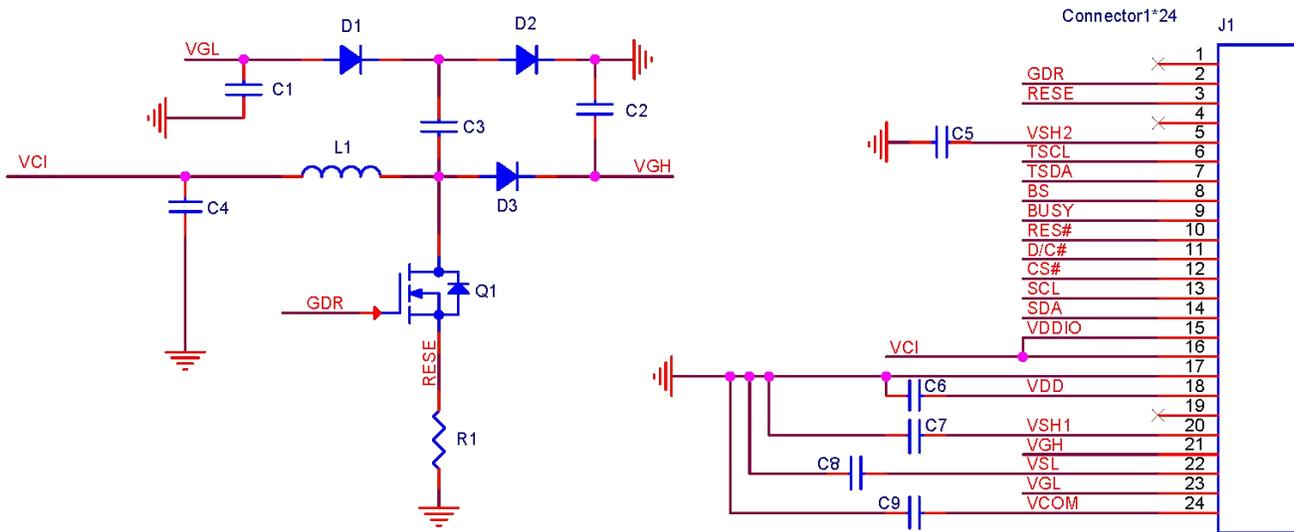 Connector1*24
J1
D1
D2
VGL
C1
C2
C3
L1
VCI
VGH
D3
C4
Q1
GDR
RESE
R1
1
GDR 2
RESE 3
4
C5 VSH2 5
TSCL 6
TSDA 7
BS 8
BUSY 9
RES# 10
D/C# 11
CS# 12
SCL 13
SDA 14
VDDIO 15
VCI 16
17
C6 VDD 18
19
C7 VSH1 20
VGH 21
C8 VSL 22
VGL 23
C9 VCOM 24